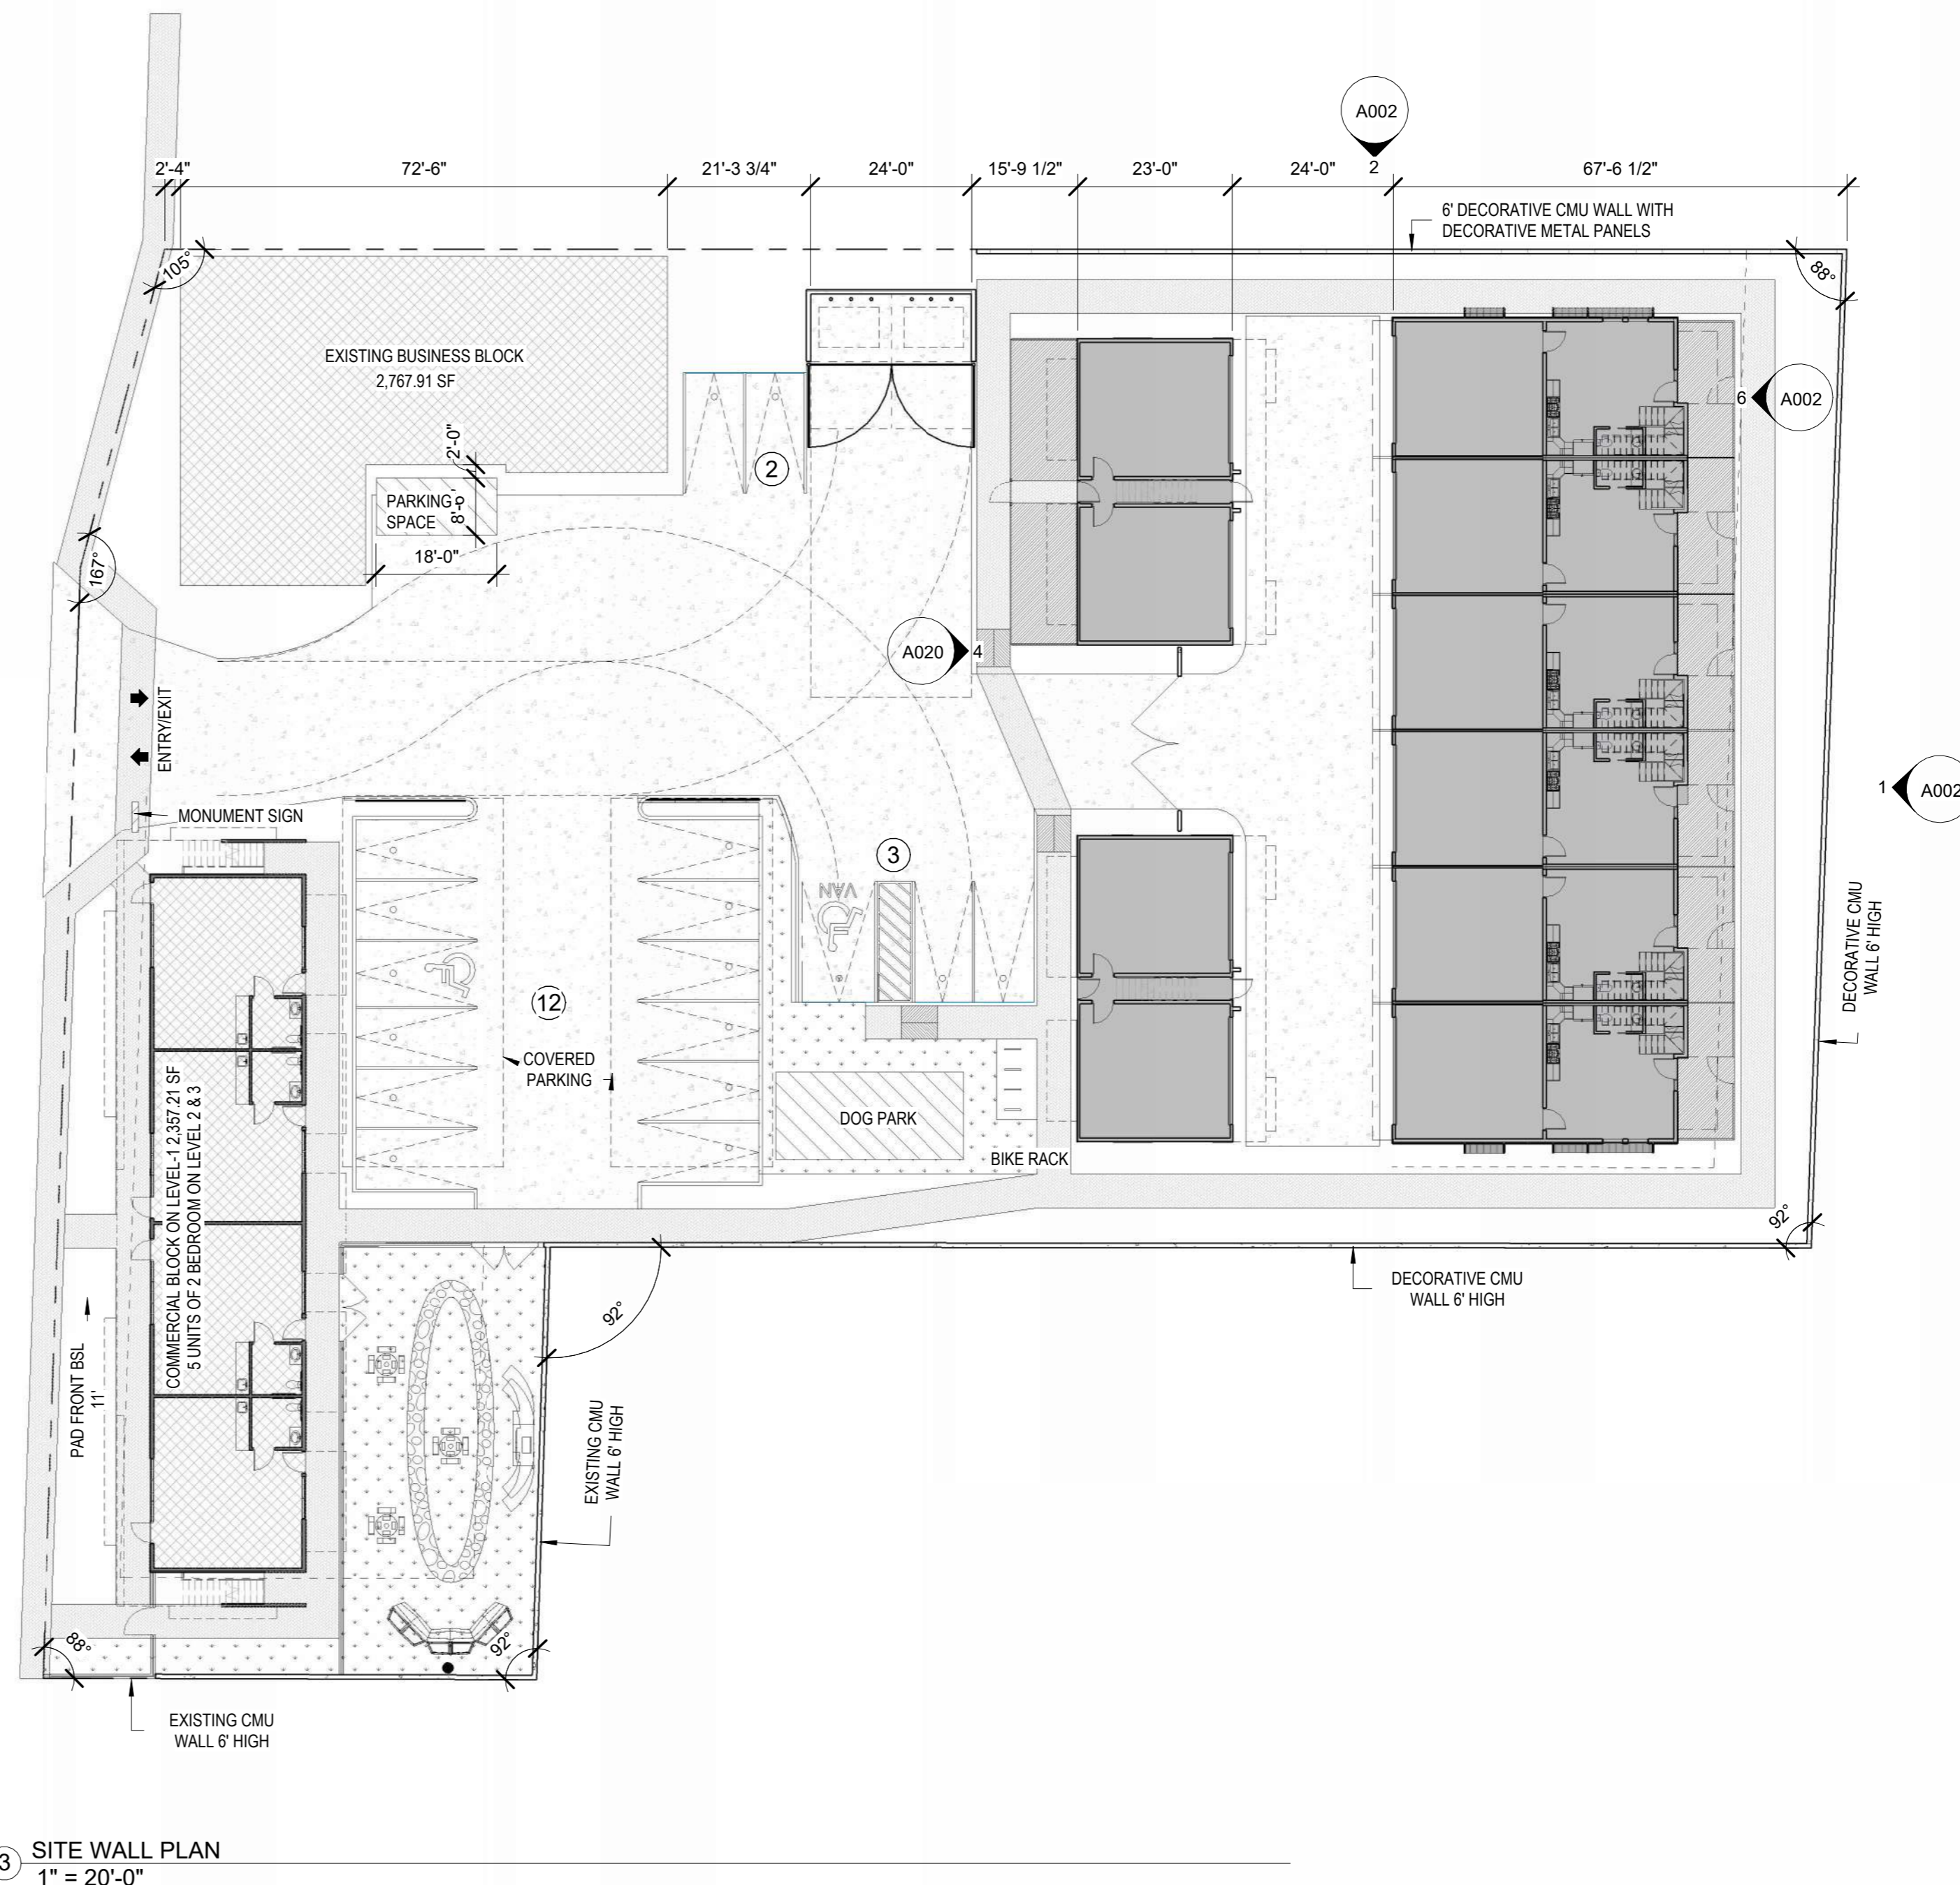 A002
2
2'-4"
72'-6"
21'-3 3/4"
24'-0"
15'-9 1/2"
23'-0"
24'-0"
67'-6 1/2"
6' DECORATIVE CMU WALL WITH
DECORATIVE METAL PANELS
105°
88°
EXISTING BUSINESS BLOCK
2,767.91 SF
6
A002
2'-0"
2
PARKING
SPACE
8'-6"
18'-0"
167°
A020
4
ENTRY/EXIT
MONUMENT SIGN
1
A002
3
VAN
DECORATIVE CMU
WALL 6' HIGH
12
COVERED
PARKING
DOG PARK
BIKE RACK
COMMERCIAL BLOCK ON LEVEL-1 2,357.21 SF
5 UNITS OF 2 BEDROOM ON LEVEL 2 & 3
92°
DECORATIVE CMU
WALL 6' HIGH
92°
PAD FRONT BSL
11'
EXISTING CMU
WALL 6' HIGH
88°
92°
EXISTING CMU
WALL 6' HIGH
3
SITE WALL PLAN
1" = 20'-0"